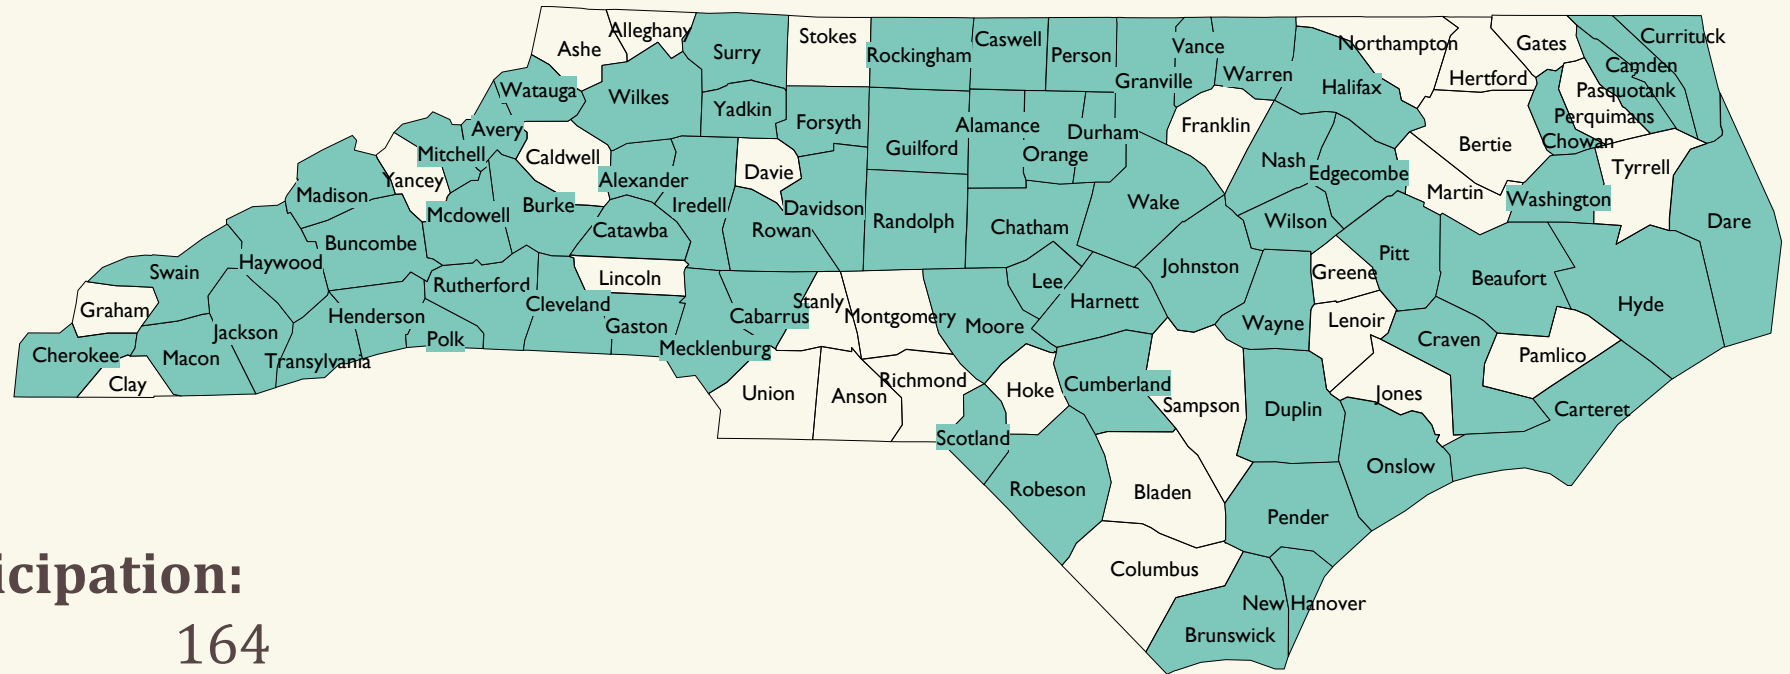 Alleghany
Ashe
Surry
Stokes
Rockingham
Caswell
Person
Vance
Granville
Warren
Northampton
Halifax
Hertford
Gates
Currituck
Camden
Pasquotank
Perquimans
Chowan
Watauga
Wilkes
Yadkin
Forsyth
Guilford
Alamance
Orange
Durham
Franklin
Nash
Edgecombe
Bertie
Martin
Washington
Tyrrell
Dare
Avery
Mitchell
Yancey
Caldwell
Alexander
Davie
Madison
Mcdowell
Burke
Iredell
Davidson
Rowan
Randolph
Chatham
Wake
Wilson
Buncombe
Catawba
Haywood
Swain
Graham
Rutherford
Lincoln
Cleveland
Gaston
Cabarrus
Stanly
Montgomery
Moore
Lee
Harnett
Johnston
Greene
Pitt
Beaufort
Hyde
Cherokee
Clay
Macon
Jackson
Transylvania
Henderson
Polk
Mecklenburg
Union
Anson
Richmond
Hoke
Cumberland
Sampson
Wayne
Lenoir
Craven
Pamlico
Jones
Duplin
Carteret
Onslow
Scotland
Robeson
Bladen
Pender
Columbus
New Hanover
Brunswick
icipation:
164